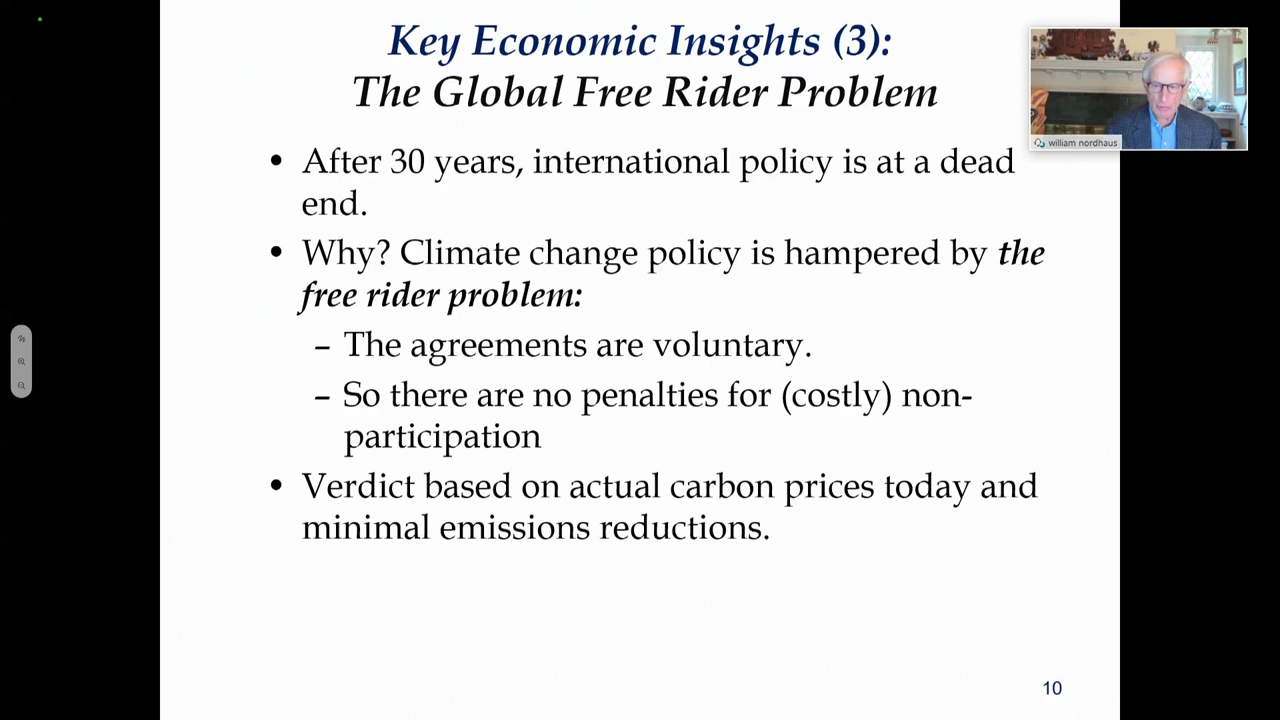 Key Economic Insights (3):
The Global Free Rider Problem
william nordhaus
• After 30 years, international policy is at a dead
end.
• Why? Climate change policy is hampered by the
free rider problem:
– The agreements are voluntary.
– So there are no penalties for (costly) non-
participation
• Verdict based on actual carbon prices today and
minimal emissions reductions.
10